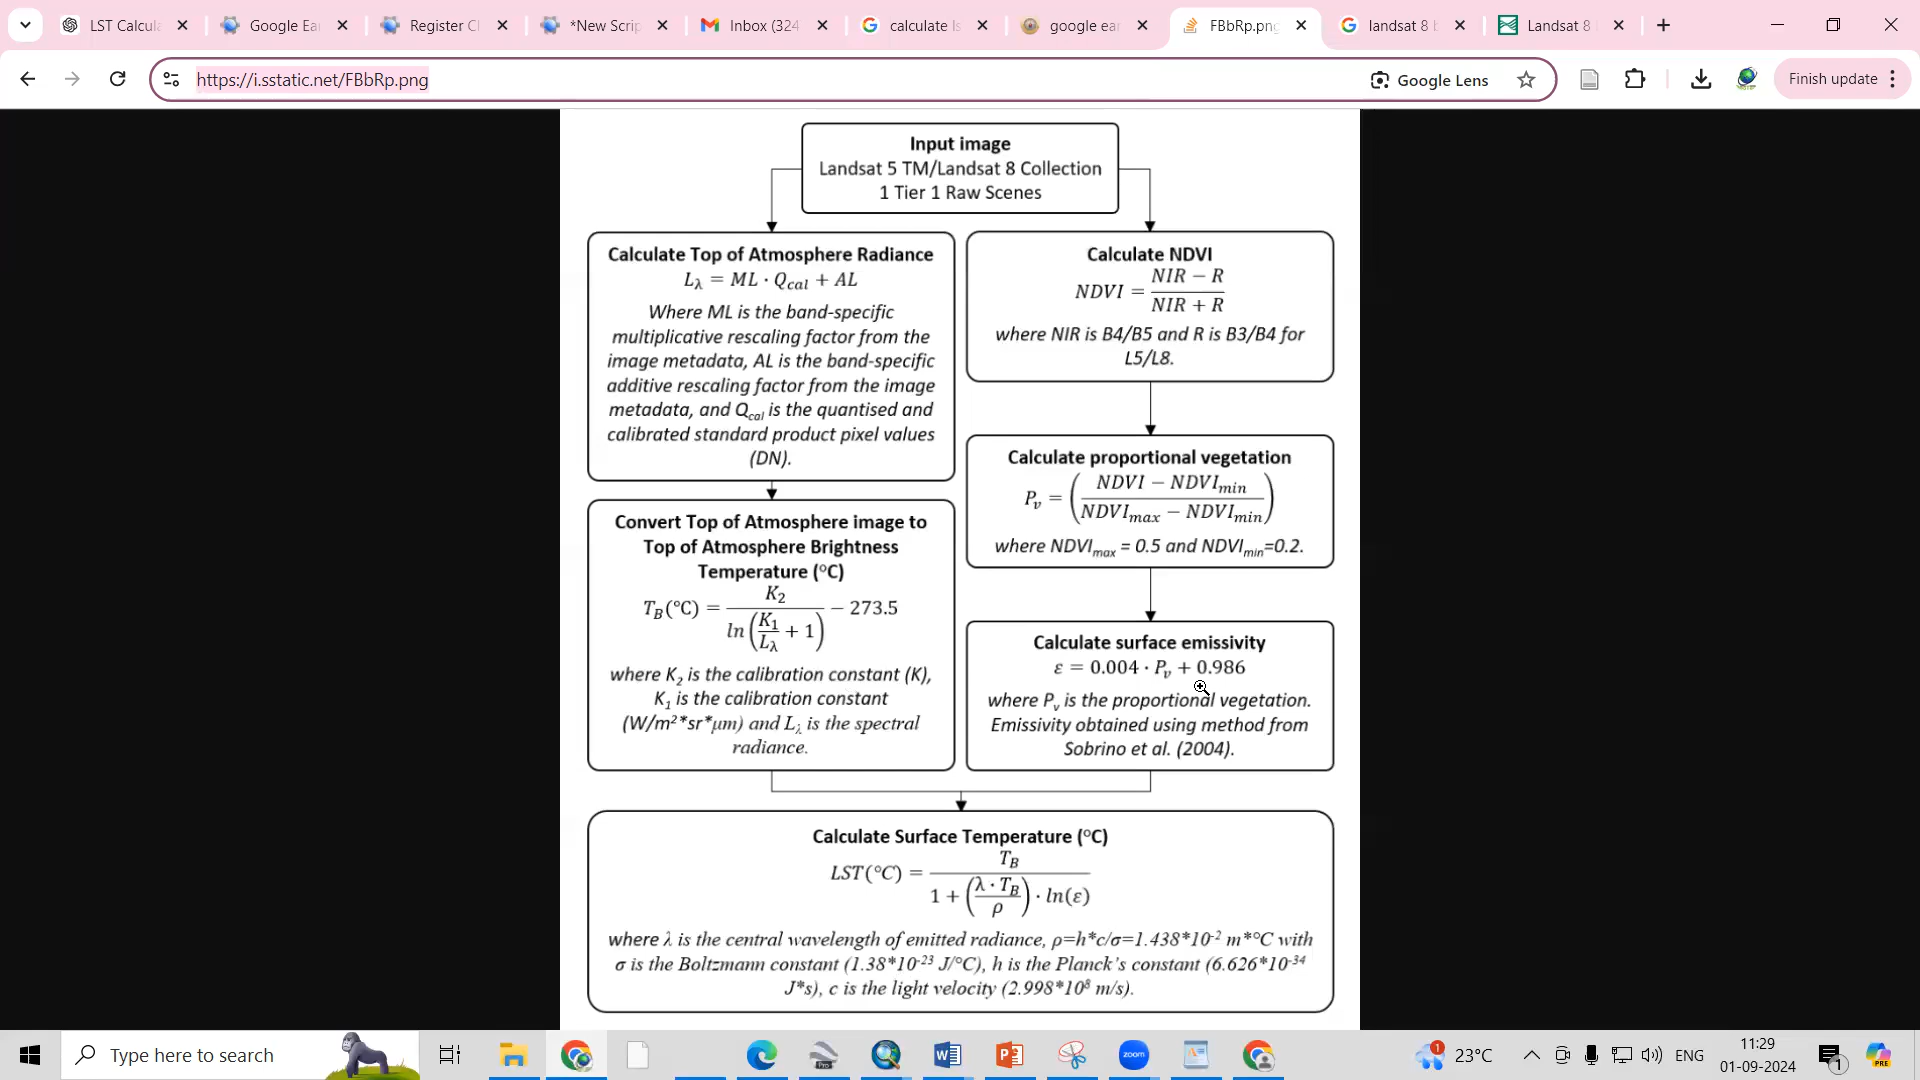 LST Calcula
Google Ear
Register Cl
*New Scrip
Inbox (324
calculate ls
google ear
FBbRp.png
landsat 8 b
Landsat 8
https://i.sstatic.net/FBbRp.png
Google Lens
Finish update
Input image
Landsat 5 TM/Landsat 8 Collection
1 Tier 1 Raw Scenes
Calculate Top of Atmosphere Radiance
Lλ = ML · Qcal + AL
Where ML is the band-specific
multiplicative rescaling factor from the
image metadata, AL is the band-specific
additive rescaling factor from the image
metadata, and Qcal is the quantised and
calibrated standard product pixel values
(DN).
Convert Top of Atmosphere image to
Top of Atmosphere Brightness
Temperature (°C)
TB(°C) = K2 / ln(K1/Lλ + 1) − 273.5
where K2 is the calibration constant (K),
K1 is the calibration constant
(W/m²*sr*μm) and Lλ is the spectral
radiance.
Calculate NDVI
NDVI = (NIR − R) / (NIR + R)
where NIR is B4/B5 and R is B3/B4 for
L5/L8.
Calculate proportional vegetation
Pv = ((NDVI − NDVImin) / (NDVImax − NDVImin))
where NDVImax = 0.5 and NDVImin=0.2.
Calculate surface emissivity
ε = 0.004 · Pv + 0.986
where Pv is the proportional vegetation.
Emissivity obtained using method from
Sobrino et al. (2004).
Calculate Surface Temperature (°C)
LST(°C) = TB / (1 + (λ · TB / ρ) · ln(ε))
where λ is the central wavelength of emitted radiance, ρ=h*c/σ=1.438*10⁻² m*°C with
σ is the Boltzmann constant (1.38*10⁻²³ J/°C), h is the Planck's constant (6.626*10⁻³⁴
J*s), c is the light velocity (2.998*10⁸ m/s).
Type here to search
Pro
zoom
1
23°C
ENG
11:29
01-09-2024
1
PRE